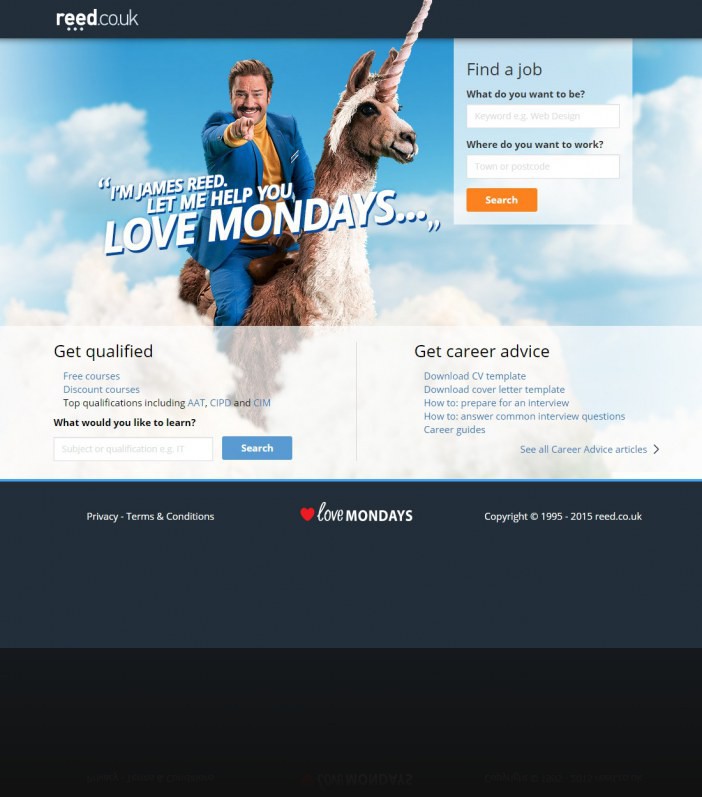 reed.co.uk
“I'M JAMES REED.
LET ME HELP YOU
LOVE MONDAYS...„
Find a job
What do you want to be?
Keyword e.g. Web Design
Where do you want to work?
Town or postcode
Search
Get qualified
Free courses
Discount courses
Top qualifications including AAT, CIPD and CIM
What would you like to learn?
Subject or qualification e.g. IT
Search
Get career advice
Download CV template
Download cover letter template
How to: prepare for an interview
How to: answer common interview questions
Career guides
See all Career Advice articles
Privacy - Terms & Conditions
love MONDAYS
Copyright © 1995 - 2015 reed.co.uk